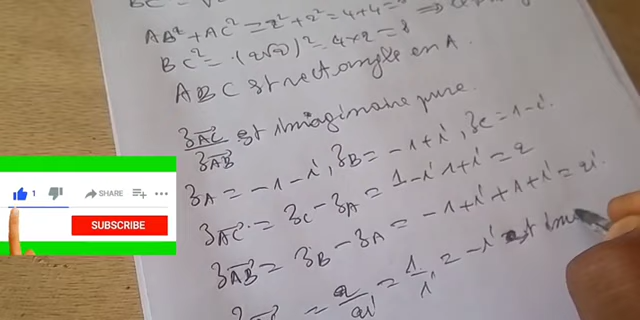 BC =
AB² + AC² = 2² + 2² = 4 + 4 =
BC² = (2√2)² = 4×2 = 8
ABC est rectangle en A.
z_AC / z_AB est imaginaire pure.
z_A = -1 - i, z_B = -1 + i, z_C = 1 - i
z_AC = z_C - z_A = 1 - i 1 + i = 2
z_AB = z_B - z_A = -1 + i + 1 + i = 2i
= 2/2i = 1/i = -i est im
1
SHARE
SUBSCRIBE